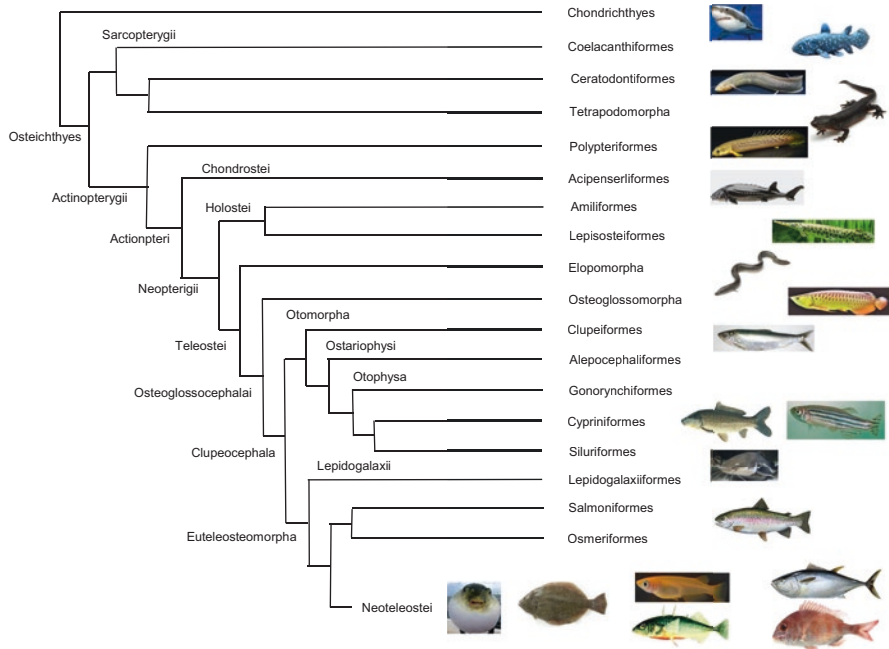 Chondrichthyes
Sarcopterygii
Coelacanthiformes
Ceratodontiformes
Tetrapodomorpha
Osteichthyes
Polypteriformes
Chondrostei
Acipenserliformes
Actinopterygii
Holostei
Amiliformes
Actionpteri
Lepisosteiformes
Elopomorpha
Neopterigii
Osteoglossomorpha
Otomorpha
Clupeiformes
Teleostei
Ostariophysi
Alepocephaliformes
Otophysa
Osteoglossocephalai
Gonorynchiformes
Cypriniformes
Clupeocephala
Siluriformes
Lepidogalaxii
Lepidogalaxiiformes
Salmoniformes
Euteleosteomorpha
Osmeriformes
Neoteleostei